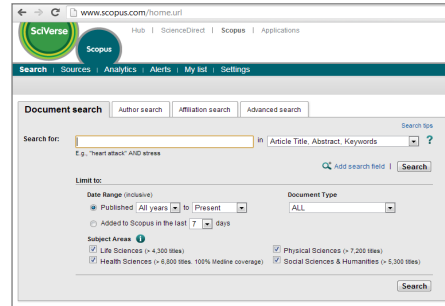 www.scopus.com/home.url
SciVerse
Scopus
Hub | ScienceDirect | Scopus | Applications
Search | Sources | Analytics | Alerts | My list | Settings
Document search Author search Affiliation search Advanced search
Search tips
Search for: in Article Title, Abstract, Keywords ?
E.g., "heart attack" AND stress
Add search field | Search
Limit to:
Date Range (inclusive) Document Type
Published All years to Present ALL
Added to Scopus in the last 7 days
Subject Areas i
Life Sciences (> 4,300 titles) Physical Sciences (> 7,200 titles)
Health Sciences (> 6,800 titles. 100% Medline coverage) Social Sciences & Humanities (> 5,300 titles)
Search